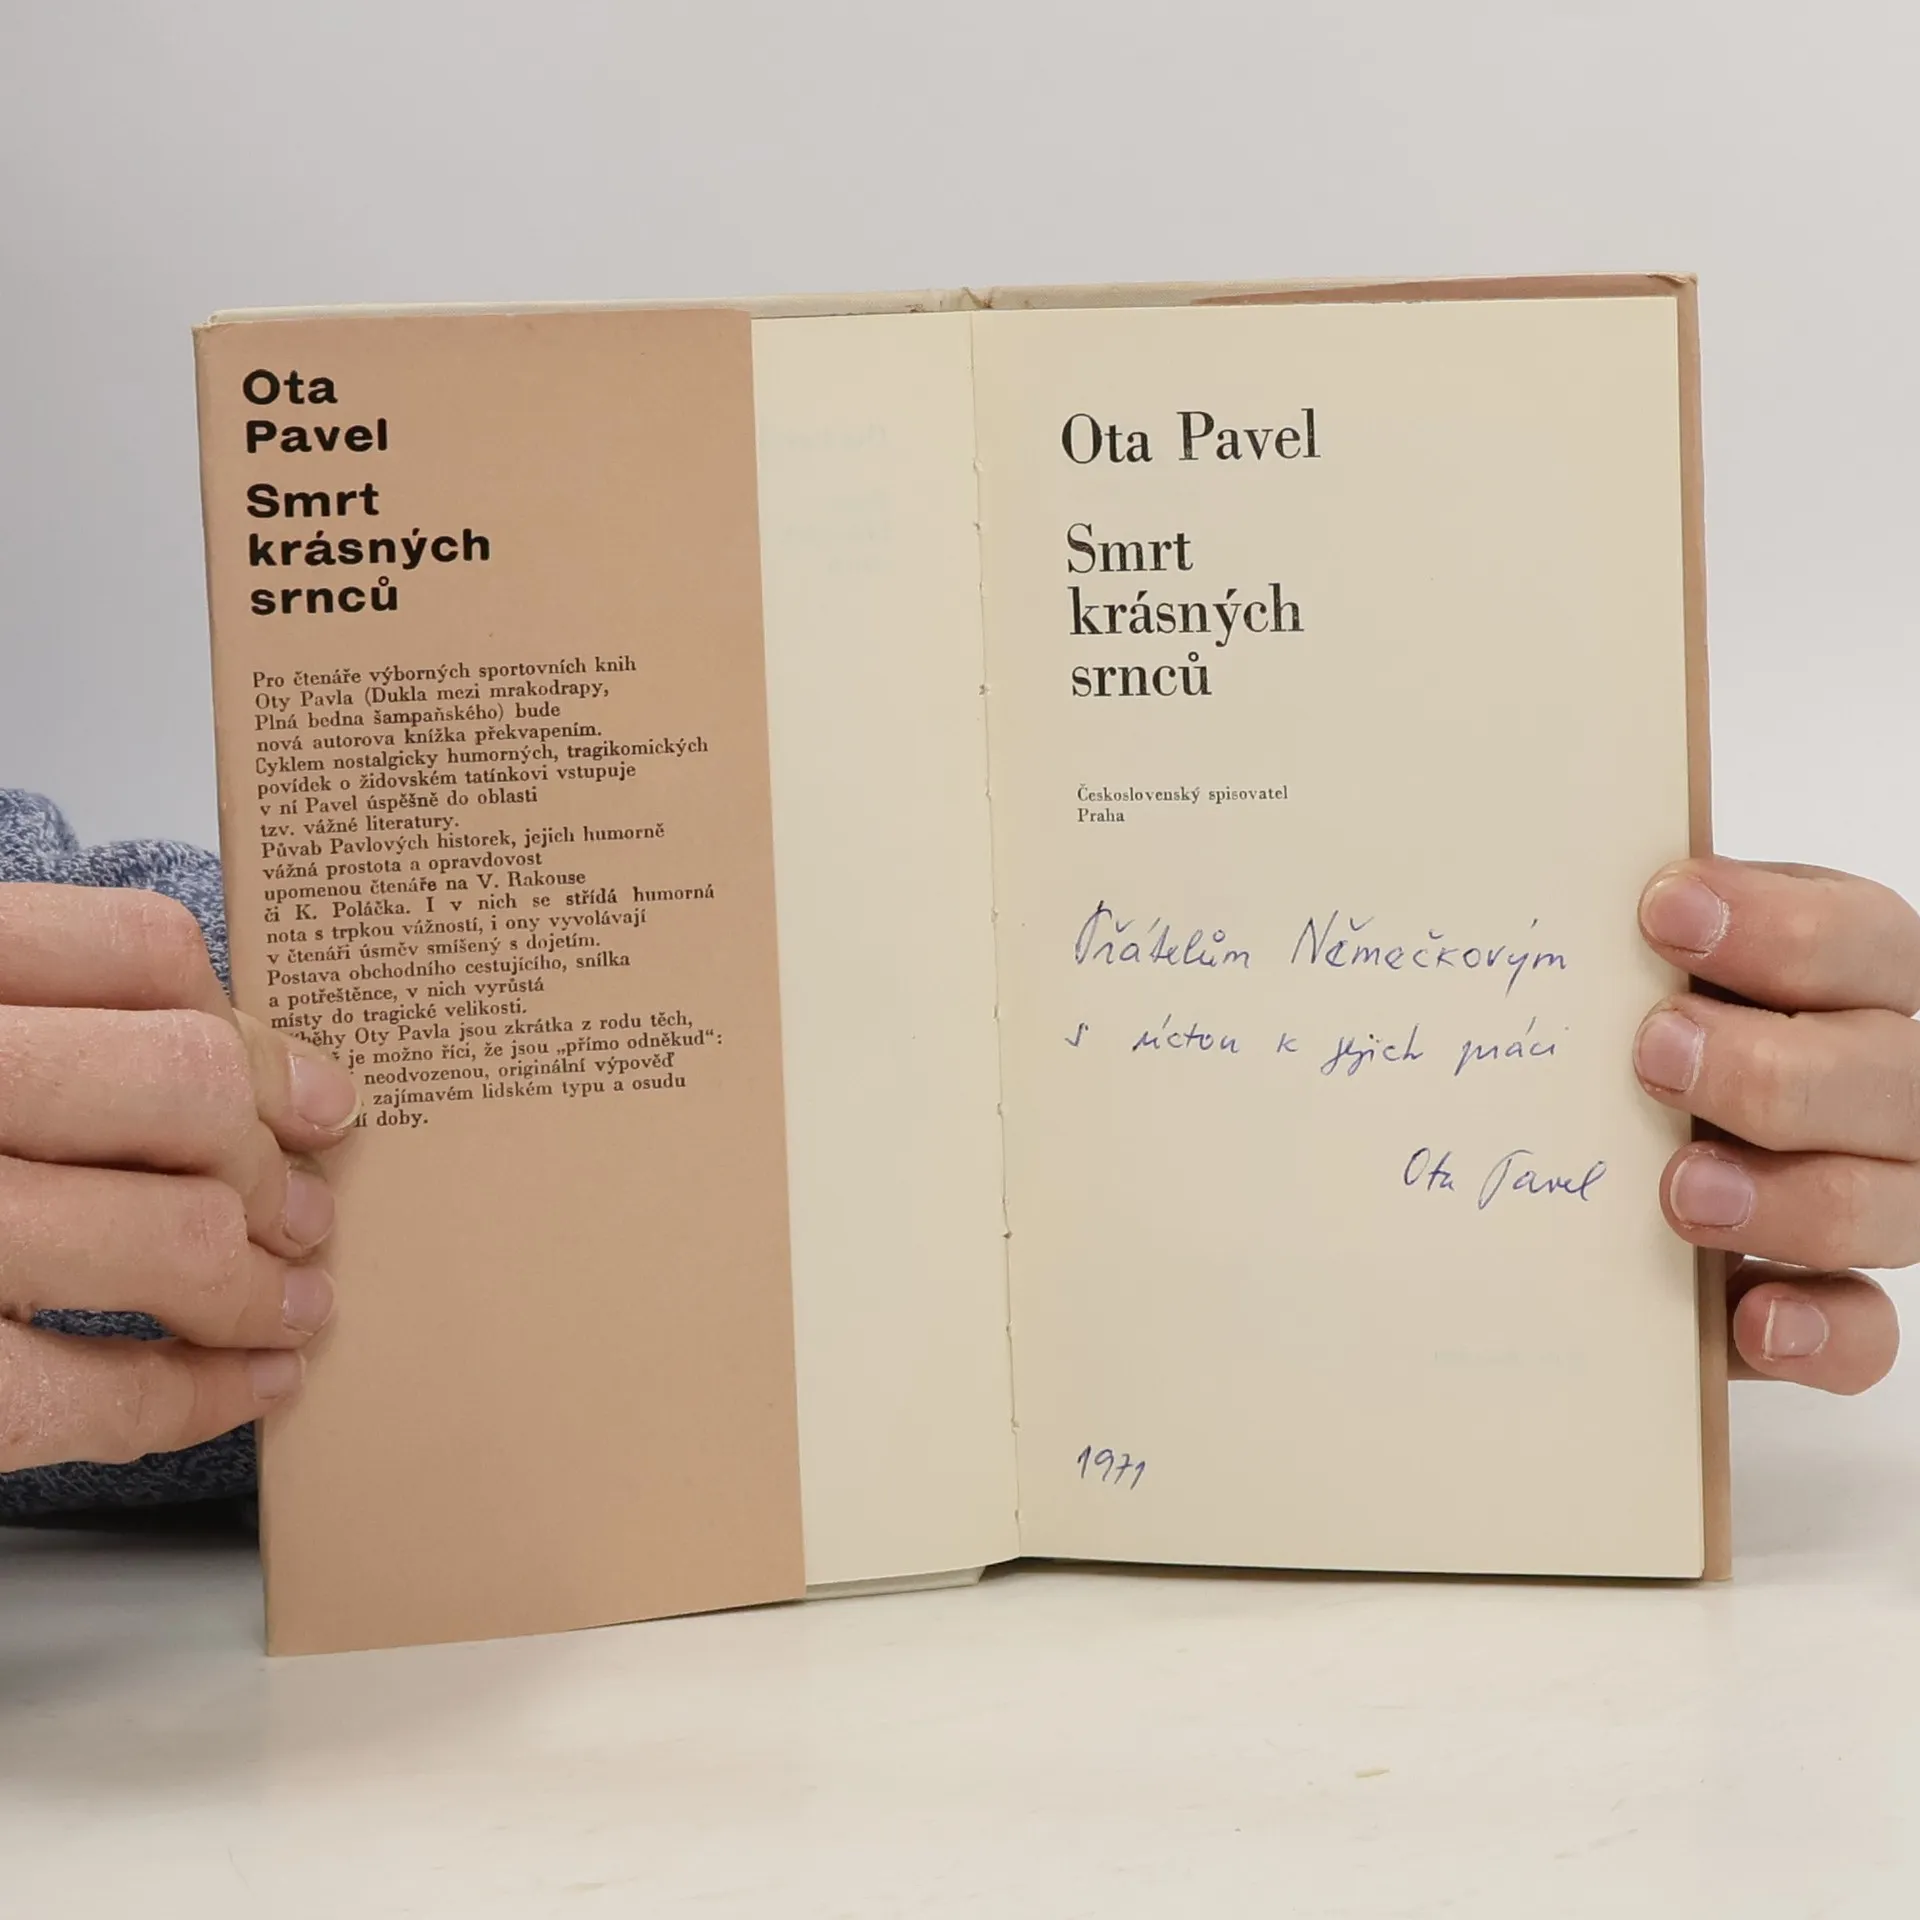 Ota
Pavel
Smrt
krásných
srnců
Pro čtenáře výborných sportovních knih
Oty Pavla (Dukla mezi mrakodrapy,
Plná bedna šampaňského) bude
nová autorova knížka překvapením.
Cyklem nostalgicky humorných, tragikomických
povídek o židovském tatínkovi vstupuje
v ní Pavel úspěšně do oblasti
tzv. vážné literatury.
Půvab Pavlových historek, jejich humorně
vážná prostota a opravdovost
upomenou čtenáře na V. Rakouse
či K. Poláčka. I v nich se střídá humorná
nota s trpkou vážností, i ony vyvolávají
v čtenáři úsměv smíšený s dojetím.
Postava obchodního cestujícího, snílka
a potřeštěnce, v nich vyrůstá
místy do tragické velikosti.
Oty Pavla jsou zkrátka z rodu těch,
je možno říci, že jsou „přímo odněkud“:
neodvozenou, originální výpověď
zajímavém lidském typu a osudu
doby.
Ota Pavel
Smrt
krásných
srnců
Československý spisovatel
Praha
Přátelům Němečkovým
s úctou k jejich práci
Ota Pavel
1971